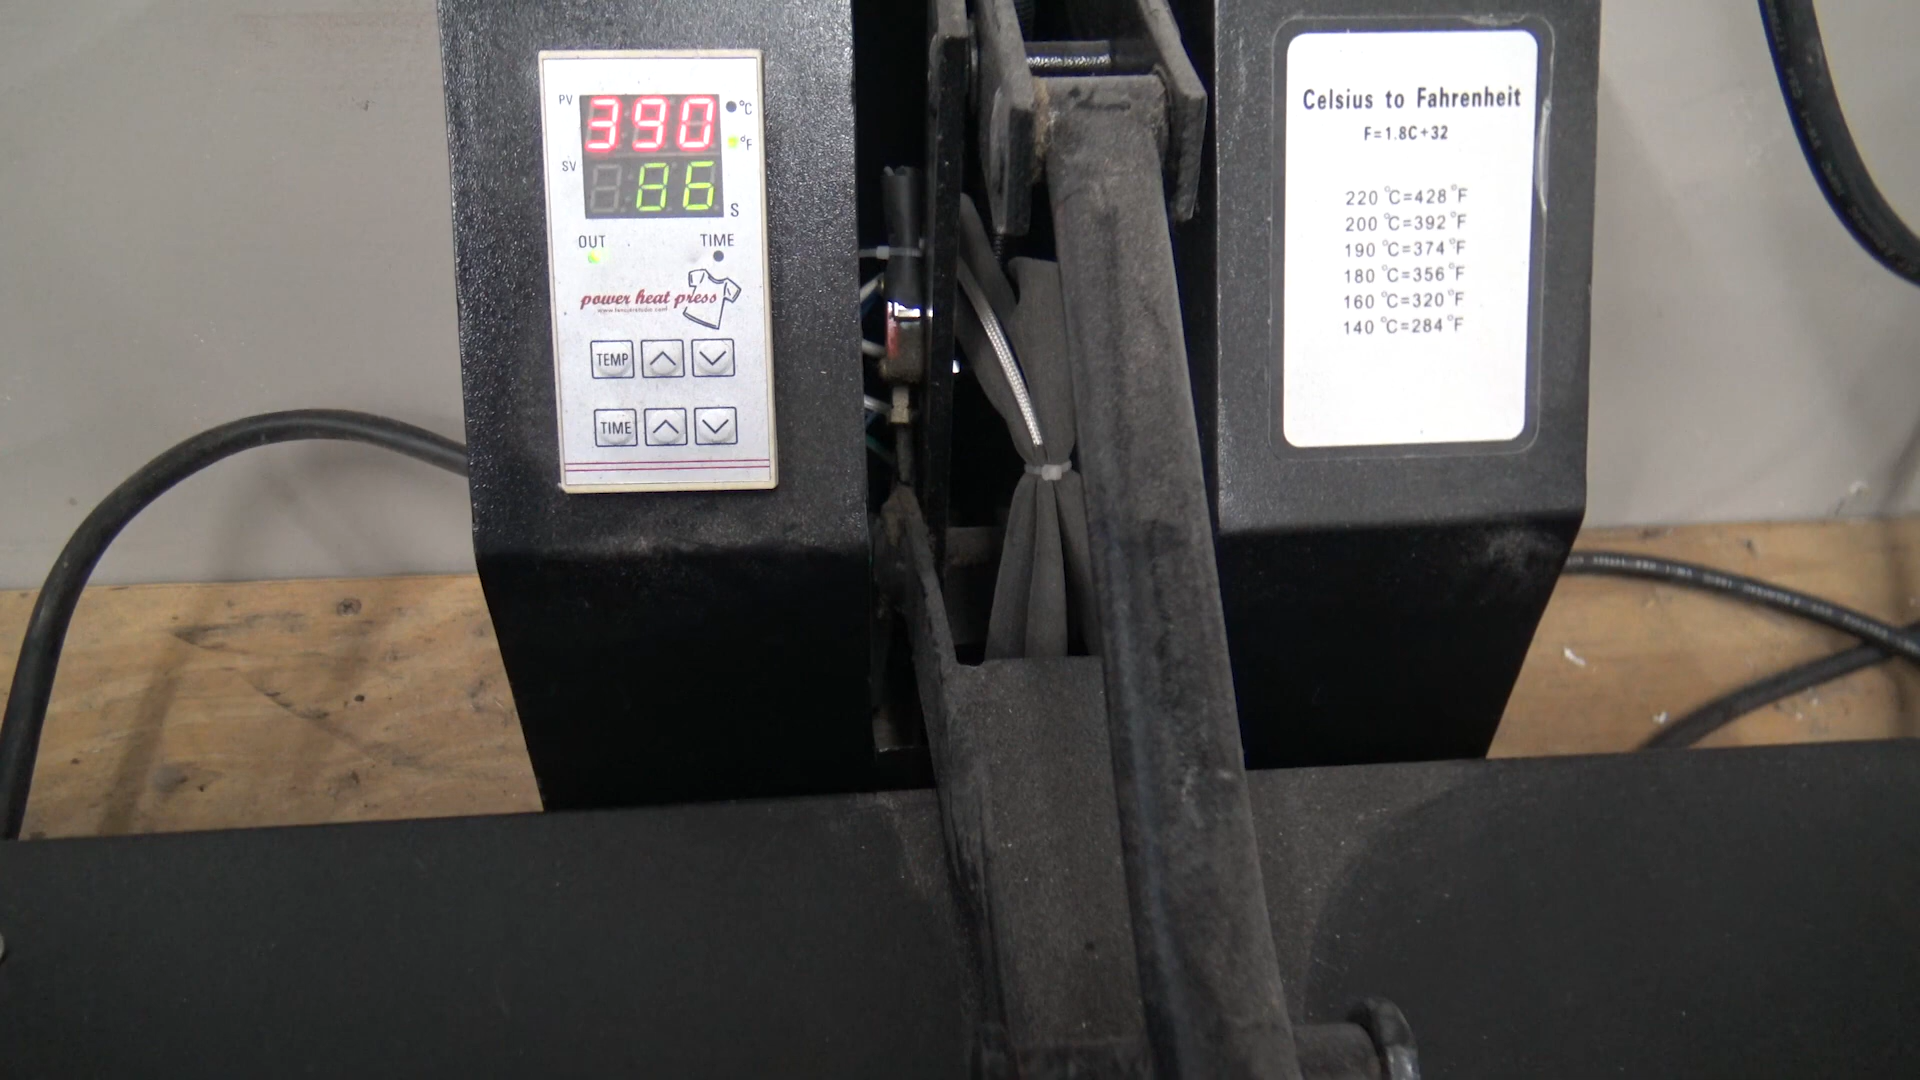 PV
390
°C
°F
SV
S
OUT TIME
power heat press
TEMP
TIME
Celsius to Fahrenheit
F=1.8C+32
220 °C=428 °F
200 °C=392 °F
190 °C=374 °F
180 °C=356 °F
160 °C=320 °F
140 °C=284 °F